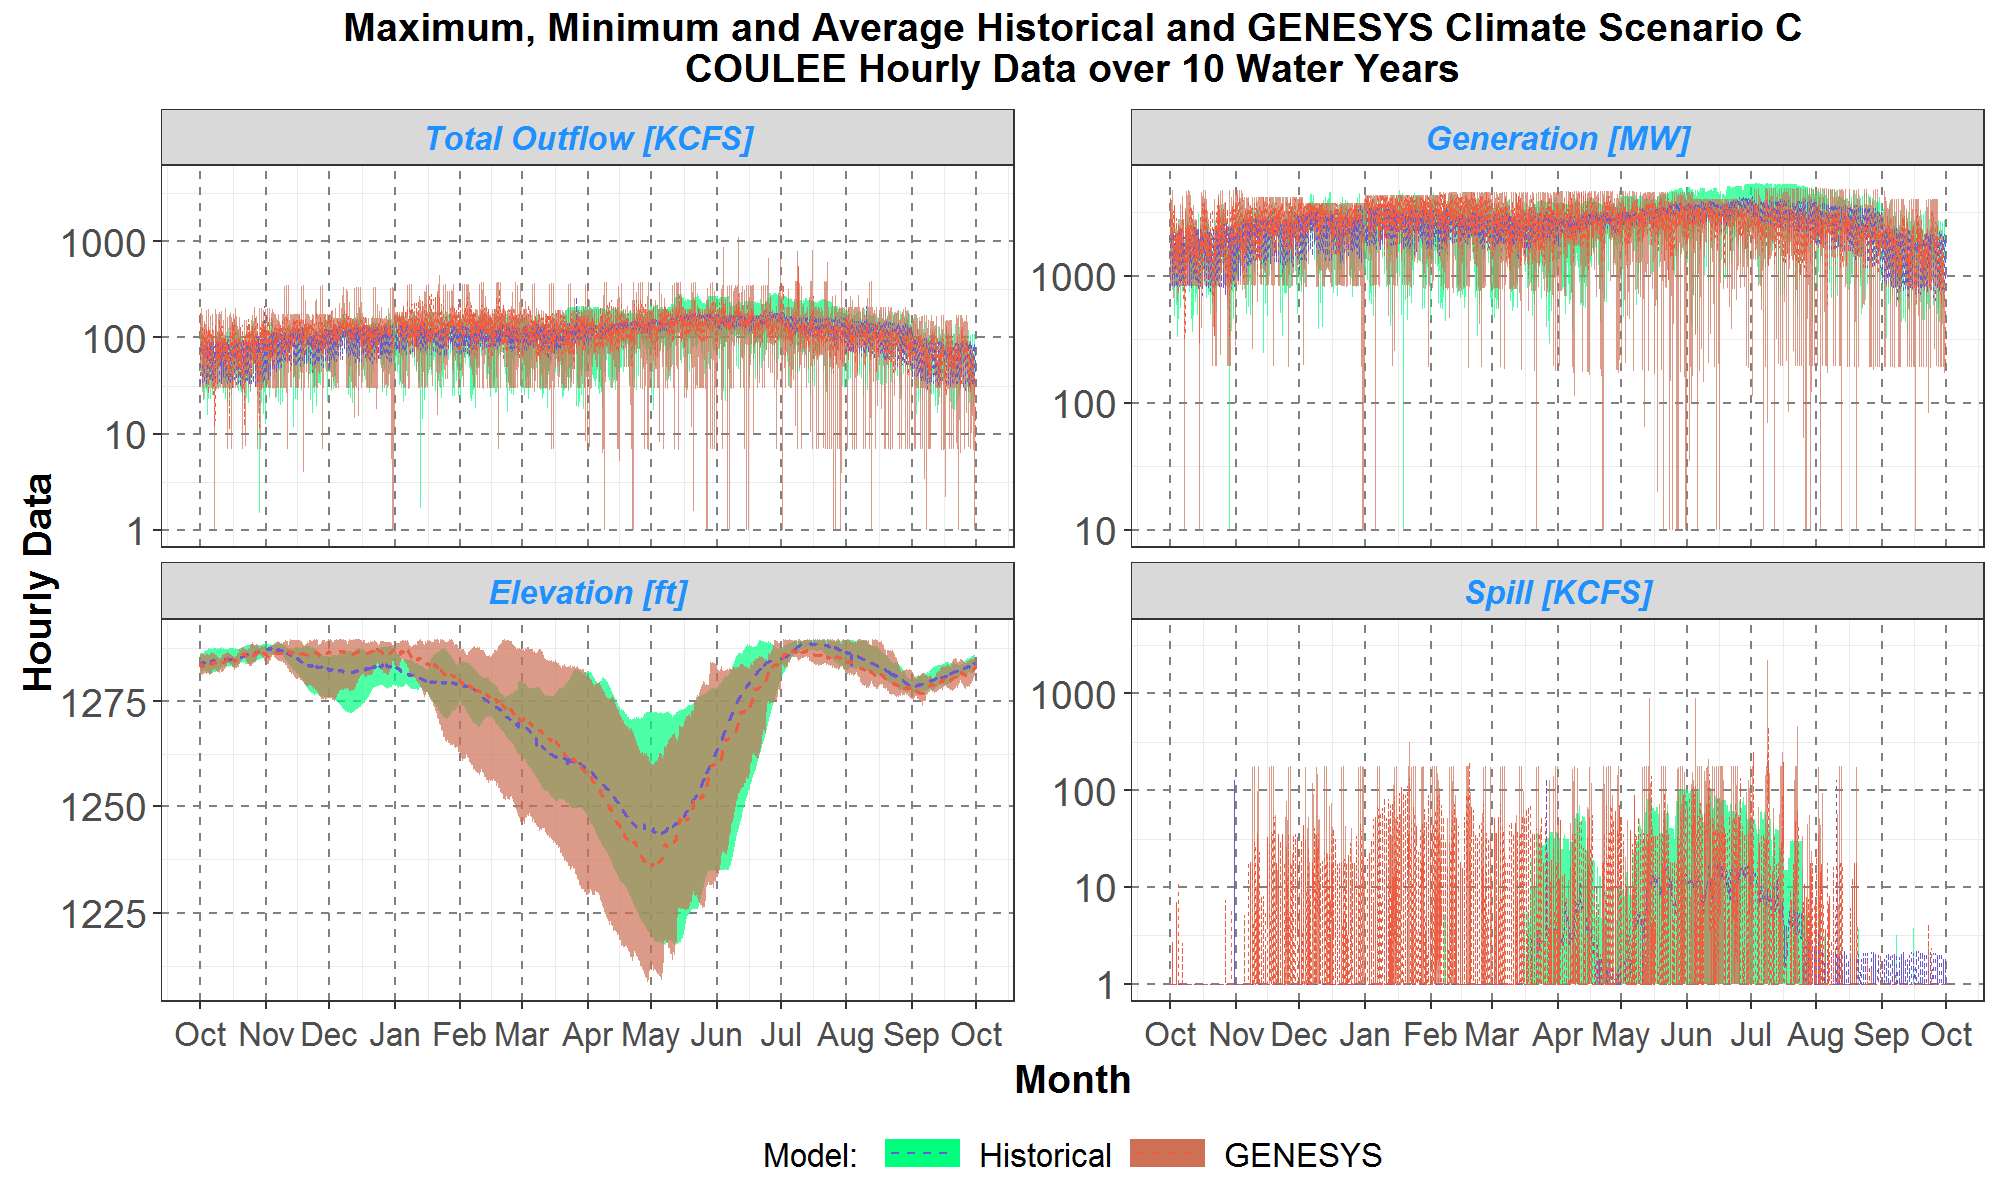 Maximum, Minimum and Average Historical and GENESYS Climate Scenario C
COULEE Hourly Data over 10 Water Years
Total Outflow [KCFS]
Generation [MW]
1000
100
10
1
1000
100
10
Hourly Data
Elevation [ft]
Spill [KCFS]
1275
1250
1225
1000
100
10
1
Oct Nov Dec Jan Feb Mar Apr May Jun Jul Aug Sep Oct
Oct Nov Dec Jan Feb Mar Apr May Jun Jul Aug Sep Oct
Month
Model: Historical GENESYS